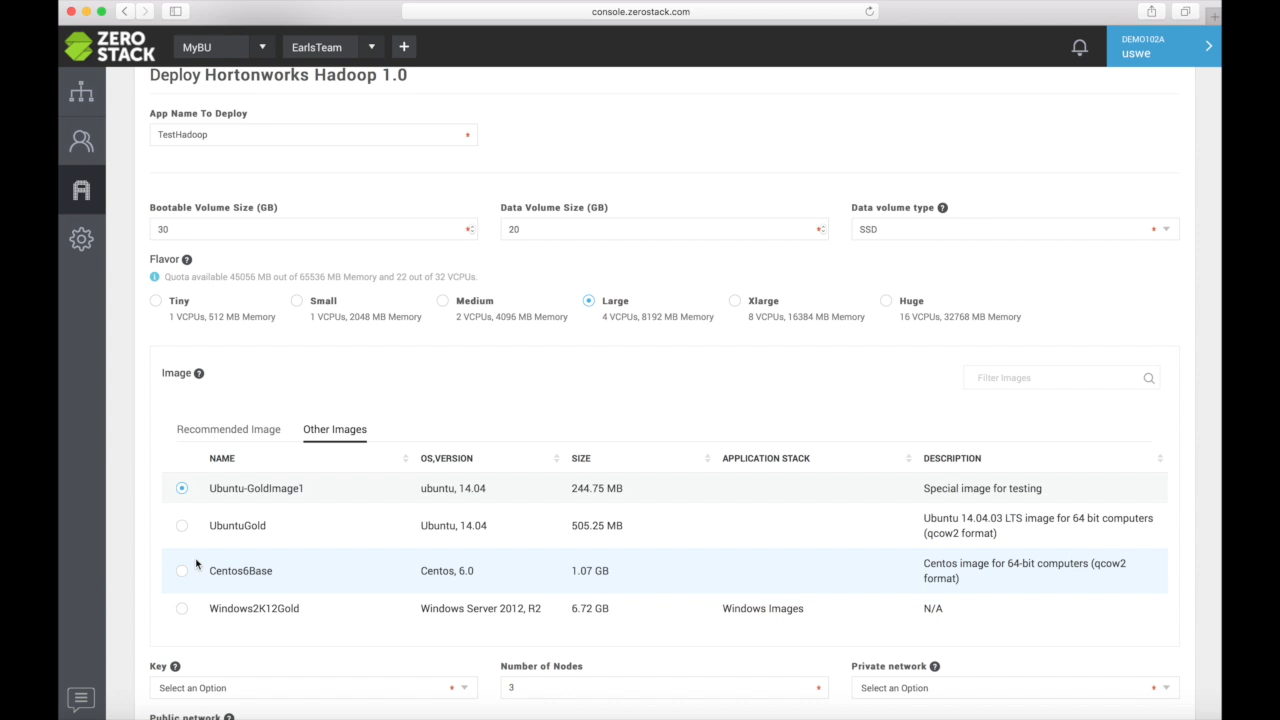 console.zerostack.com
ZERO
STACK
MyBU
EarlsTeam
DEMO102A
uswe
Deploy Hortonworks Hadoop 1.0
App Name To Deploy
TestHadoop *
Bootable Volume Size (GB) Data Volume Size (GB) Data volume type ?
30 * 20 * SSD *
Flavor ?
i Quota available 45056 MB out of 65536 MB Memory and 22 out of 32 VCPUs.
Tiny Small Medium Large Xlarge Huge
1 VCPUs, 512 MB Memory 1 VCPUs, 2048 MB Memory 2 VCPUs, 4096 MB Memory 4 VCPUs, 8192 MB Memory 8 VCPUs, 16384 MB Memory 16 VCPUs, 32768 MB Memory
Image ? Filter Images
Recommended Image Other Images
NAME OS,VERSION SIZE APPLICATION STACK DESCRIPTION
Ubuntu-GoldImage1 ubuntu, 14.04 244.75 MB Special image for testing
UbuntuGold Ubuntu, 14.04 505.25 MB Ubuntu 14.04.03 LTS image for 64 bit computers
(qcow2 format)
Centos6Base Centos, 6.0 1.07 GB Centos image for 64-bit computers (qcow2
format)
Windows2K12Gold Windows Server 2012, R2 6.72 GB Windows Images N/A
Key ? Number of Nodes Private network ?
Select an Option * 3 * Select an Option *
Public network ?